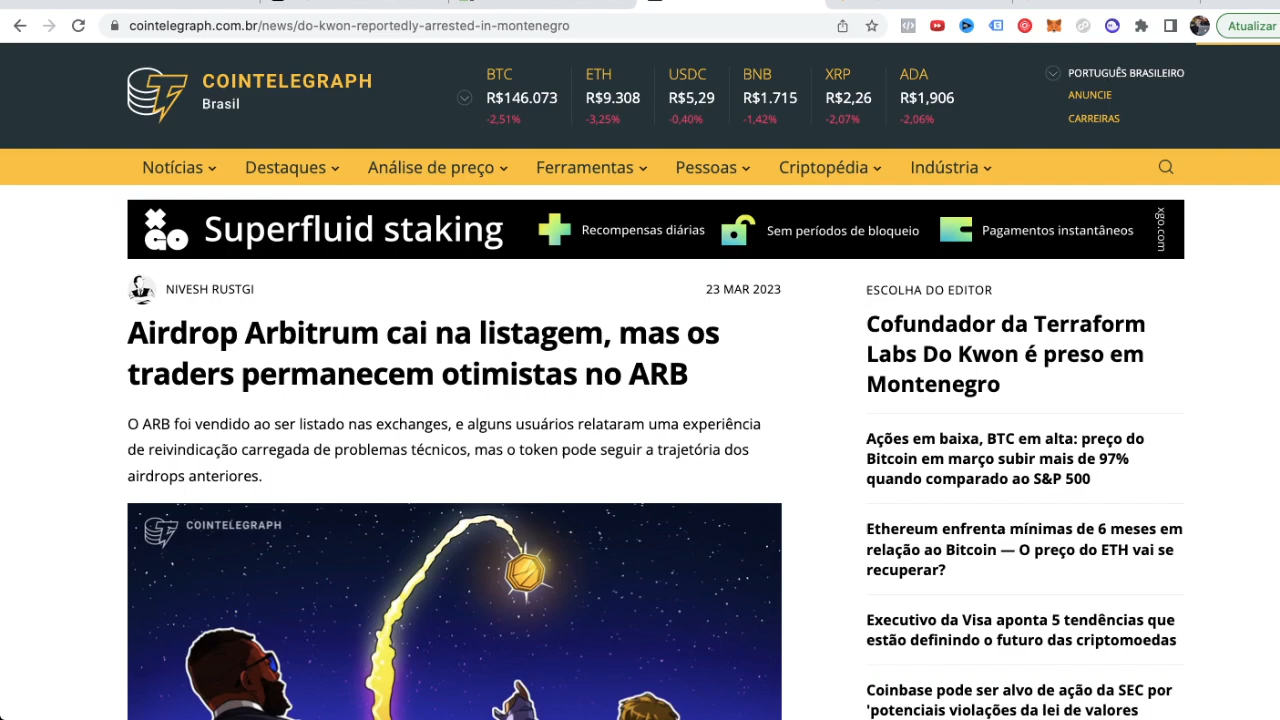 cointelegraph.com.br/news/do-kwon-reportedly-arrested-in-montenegro
Atualizar
COINTELEGRAPH
Brasil
BTC
R$146.073
-2,51%
ETH
R$9.308
-3,25%
USDC
R$5,29
-0,40%
BNB
R$1.715
-1,42%
XRP
R$2,26
-2,07%
ADA
R$1,906
-2,06%
PORTUGUÊS BRASILEIRO
ANUNCIE
CARREIRAS
Notícias
Destaques
Análise de preço
Ferramentas
Pessoas
Criptopédia
Indústria
XGO
Superfluid staking
Recompensas diárias
Sem períodos de bloqueio
Pagamentos instantâneos
xgo.com
NIVESH RUSTGI
23 MAR 2023
Airdrop Arbitrum cai na listagem, mas os
traders permanecem otimistas no ARB
O ARB foi vendido ao ser listado nas exchanges, e alguns usuários relataram uma experiência
de reivindicação carregada de problemas técnicos, mas o token pode seguir a trajetória dos
airdrops anteriores.
COINTELEGRAPH
ESCOLHA DO EDITOR
Cofundador da Terraform
Labs Do Kwon é preso em
Montenegro
Ações em baixa, BTC em alta: preço do
Bitcoin em março subir mais de 97%
quando comparado ao S&P 500
Ethereum enfrenta mínimas de 6 meses em
relação ao Bitcoin — O preço do ETH vai se
recuperar?
Executivo da Visa aponta 5 tendências que
estão definindo o futuro das criptomoedas
Coinbase pode ser alvo de ação da SEC por
'potenciais violações da lei de valores